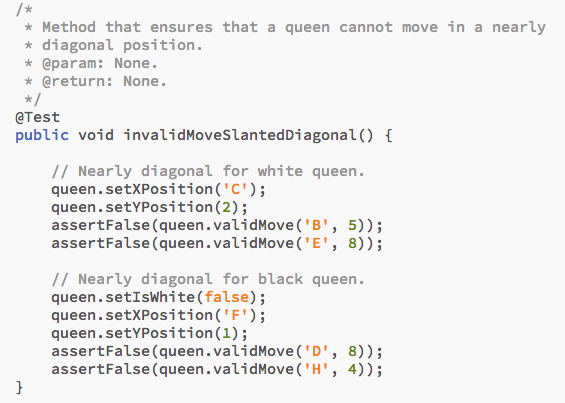 /*
 * Method that ensures that a queen cannot move in a nearly
 * diagonal position.
 * @param: None.
 * @return: None.
 */
@Test
public void invalidMoveSlantedDiagonal() {

    // Nearly diagonal for white queen.
    queen.setXPosition('C');
    queen.setYPosition(2);
    assertFalse(queen.validMove('B', 5));
    assertFalse(queen.validMove('E', 8));

    // Nearly diagonal for black queen.
    queen.setIsWhite(false);
    queen.setXPosition('F');
    queen.setYPosition(1);
    assertFalse(queen.validMove('D', 8));
    assertFalse(queen.validMove('H', 4));
}